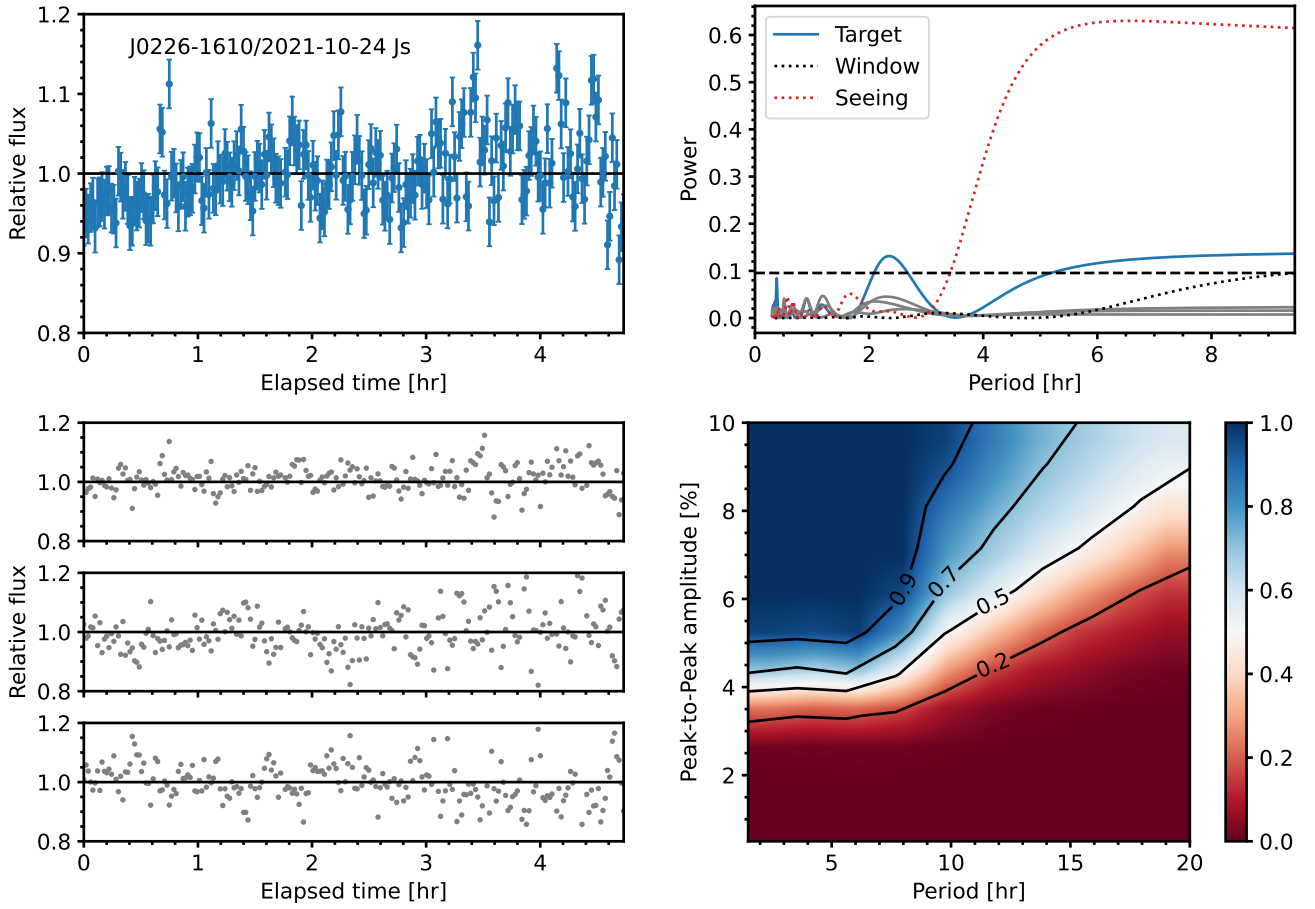 1.2
1.1
1.0
0.9
0.8
Relative flux
J0226-1610/2021-10-24 Js
0 1 2 3 4
Elapsed time [hr]
0.6
0.5
0.4
0.3
0.2
0.1
0.0
Power
Target
Window
Seeing
0 2 4 6 8
Period [hr]
1.2
1.0
0.8
1.2
1.0
0.8
1.2
1.0
0.8
Relative flux
0 1 2 3 4
Elapsed time [hr]
10
8
6
4
2
Peak-to-Peak amplitude [%]
0.9
0.7
0.5
0.2
5 10 15 20
Period [hr]
1.0
0.8
0.6
0.4
0.2
0.0